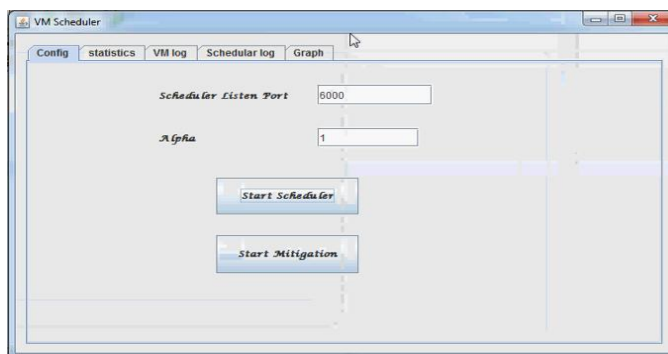 VM Scheduler
Config statistics VM log Schedular log Graph
Scheduler Listen Port 6000
Alpha 1
Start Scheduler
Start Mitigation